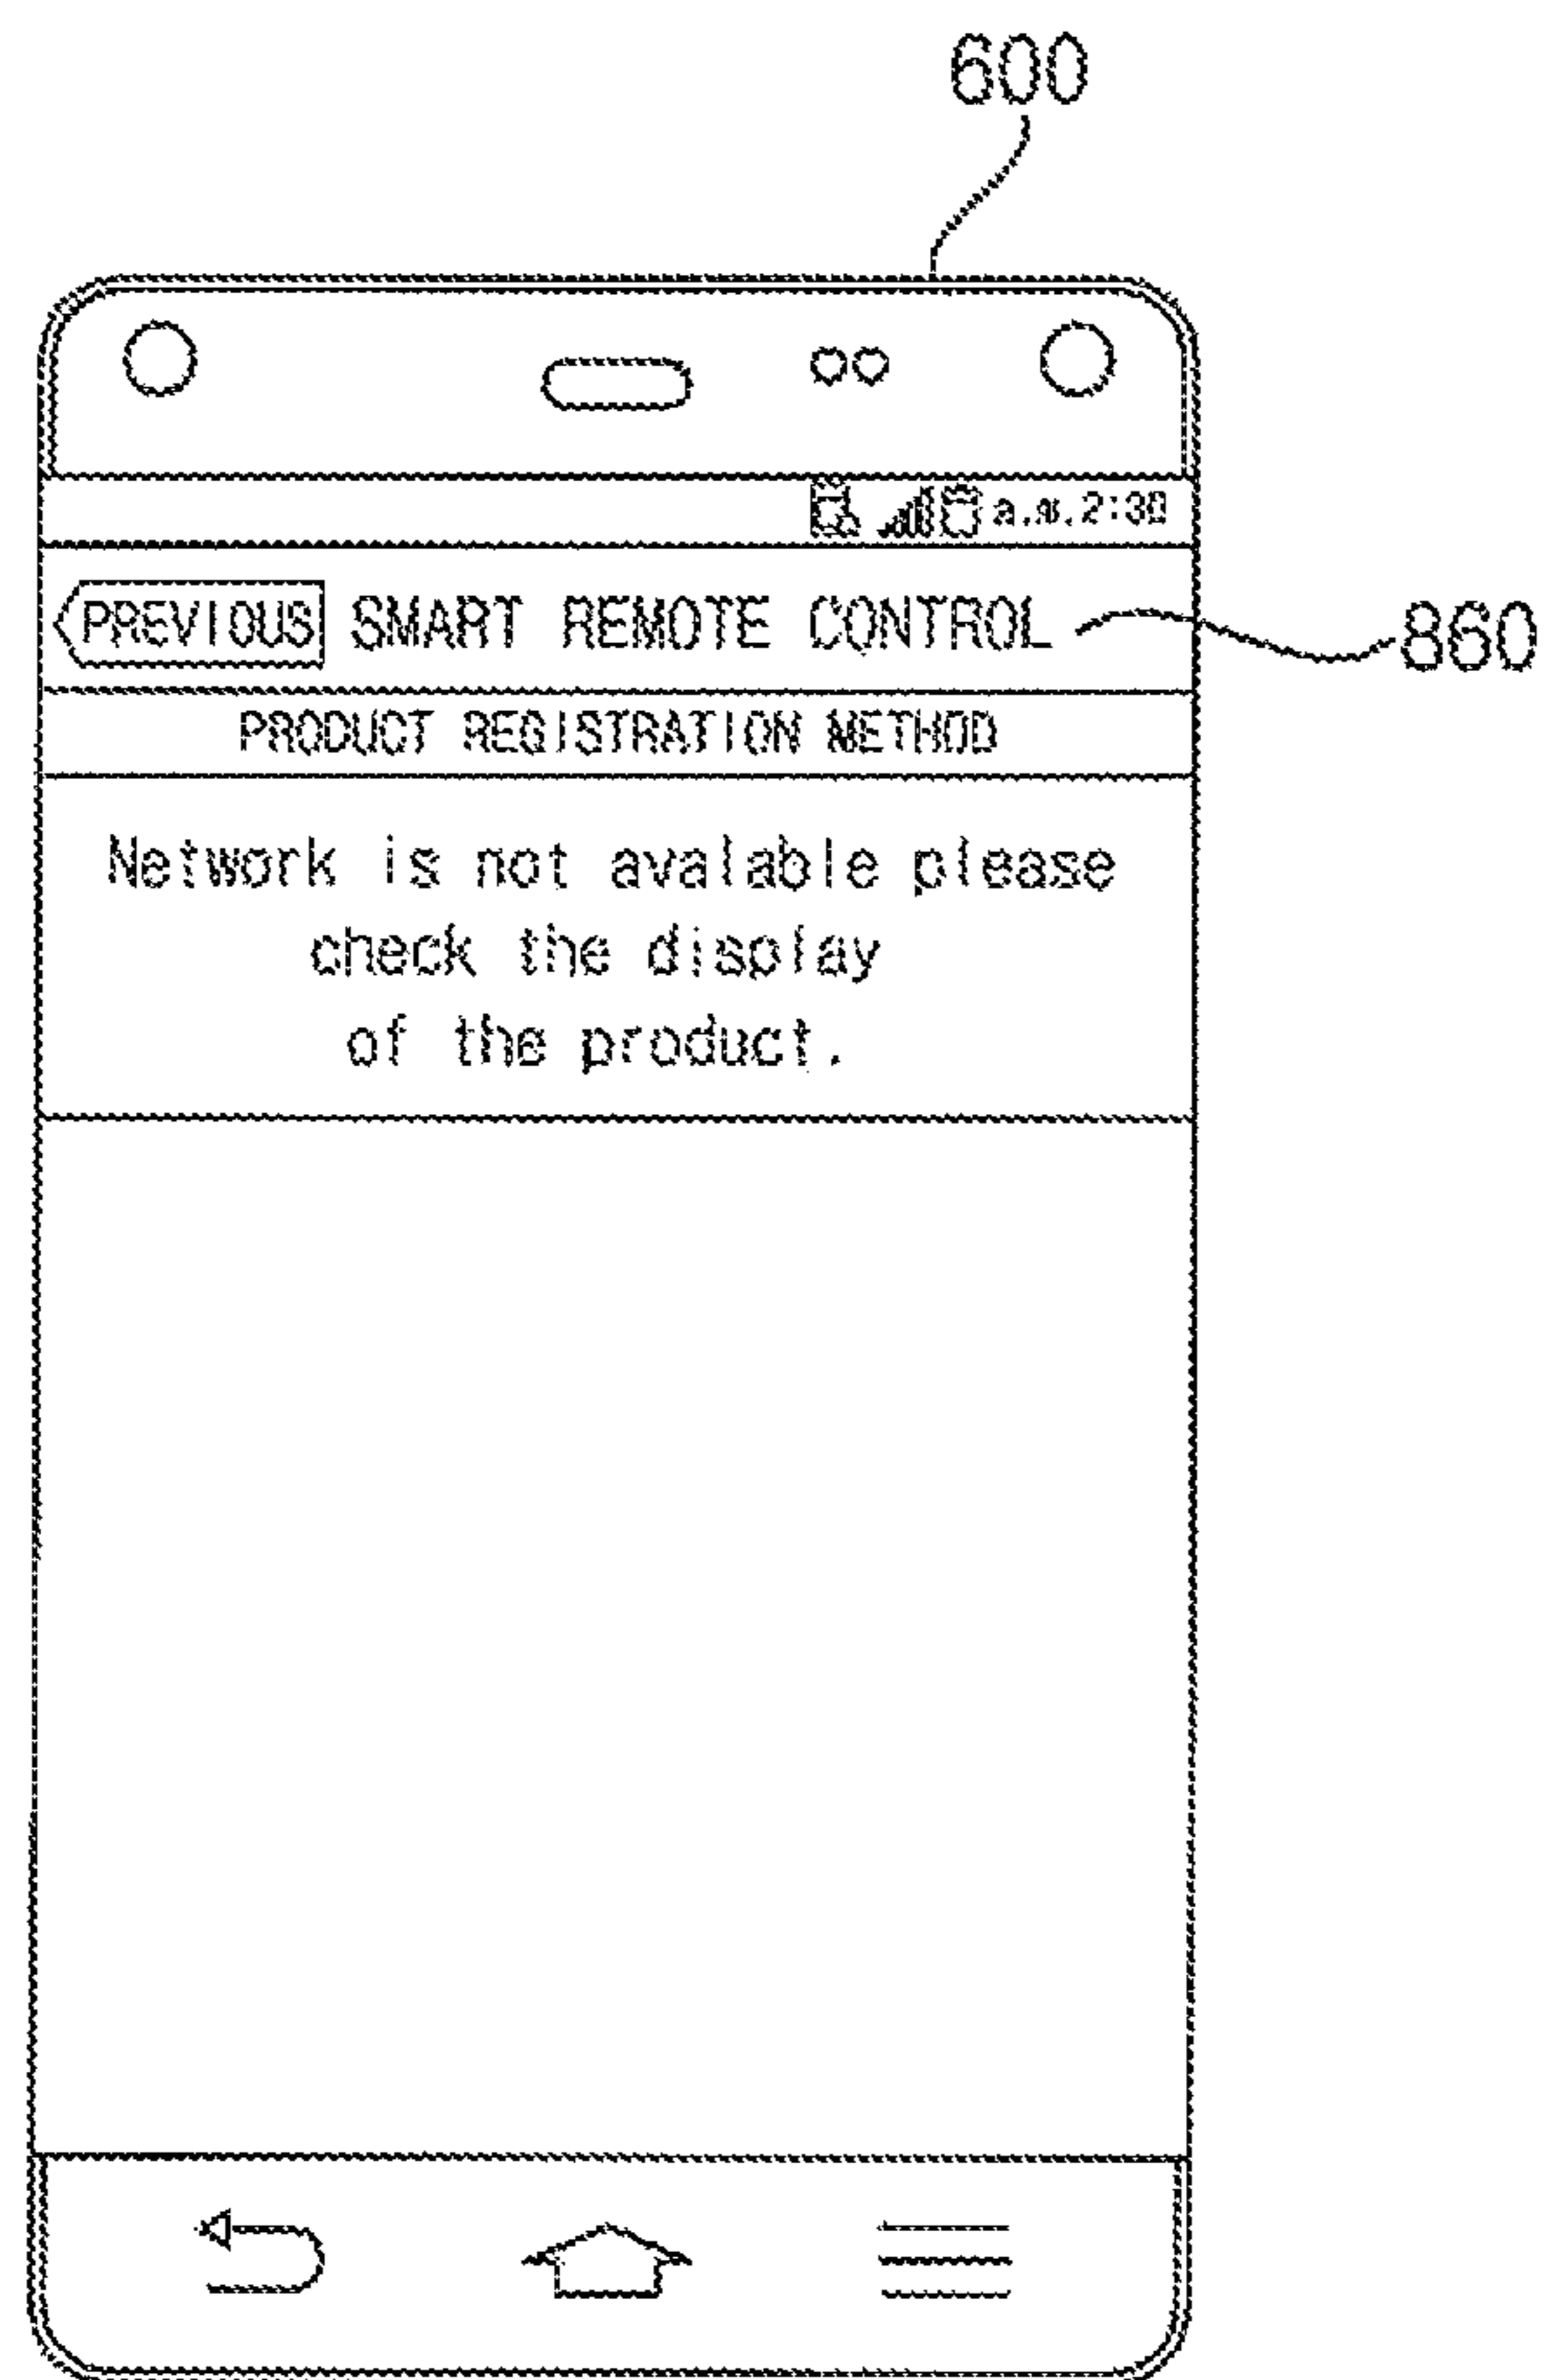 600
a.m. 2:30
PREVIOUS SMART REMOTE CONTROL
860
PRODUCT REGISTRATION METHOD
Network is not avalable please
check the display
of the product.